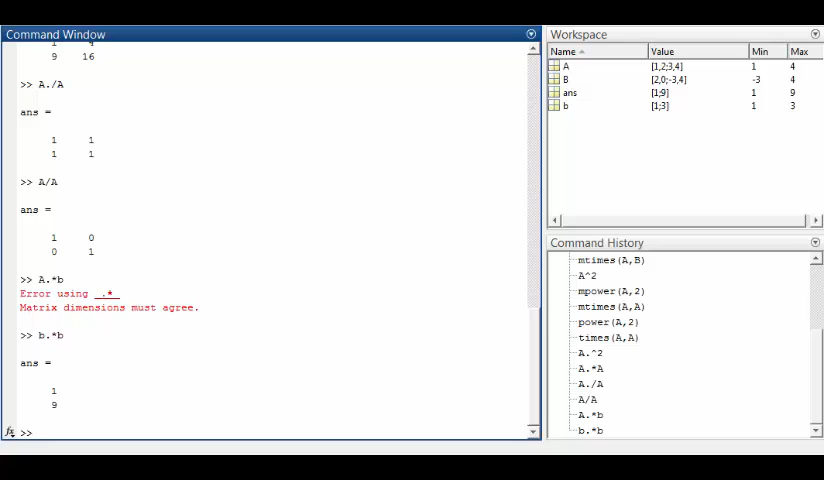 Command Window
9 16
>> A./A
ans =
1 1
1 1
>> A/A
ans =
1 0
0 1
>> A.*b
Error using .*
Matrix dimensions must agree.
>> b.*b
ans =
1
9
fx >>
Workspace
Name Value Min Max
A [1,2;3,4] 1 4
B [2,0;-3,4] -3 4
ans [1;9] 1 9
b [1;3] 1 3
Command History
mtimes(A,B)
A^2
mpower(A,2)
mtimes(A,A)
power(A,2)
times(A,A)
A.^2
A.*A
A./A
A/A
A.*b
b.*b